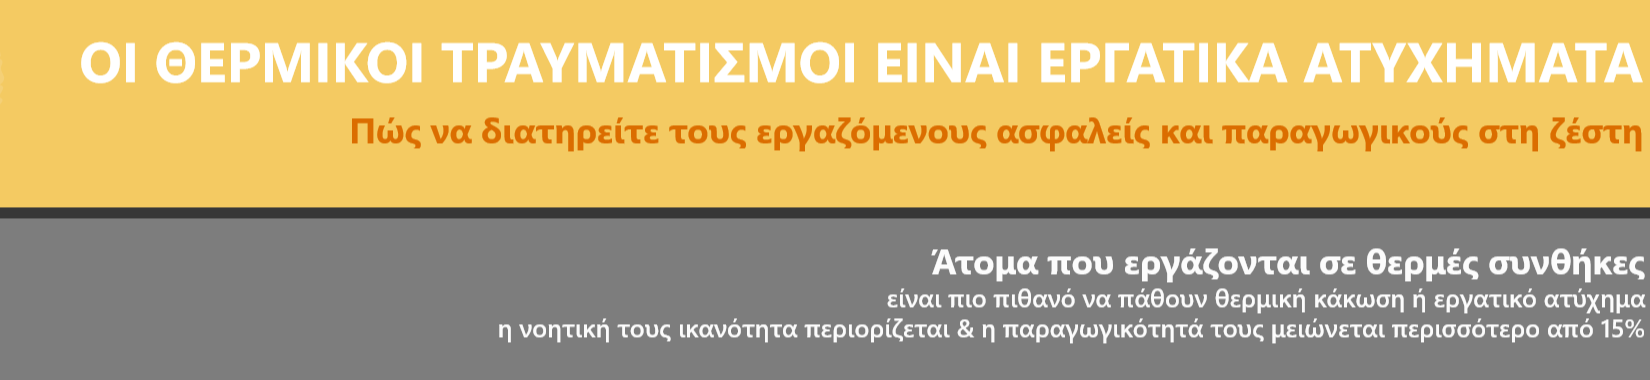 ΟΙ ΘΕΡΜΙΚΟΙ ΤΡΑΥΜΑΤΙΣΜΟΙ ΕΙΝΑΙ ΕΡΓΑΤΙΚΑ ΑΤΥΧΗΜΑΤΑ
Πώς να διατηρείτε τους εργαζόμενους ασφαλείς και παραγωγικούς στη ζέστη
Άτομα που εργάζονται σε θερμές συνθήκες
είναι πιο πιθανό να πάθουν θερμική κάκωση ή εργατικό ατύχημα
η νοητική τους ικανότητα περιορίζεται & η παραγωγικότητά τους μειώνεται περισσότερο από 15%